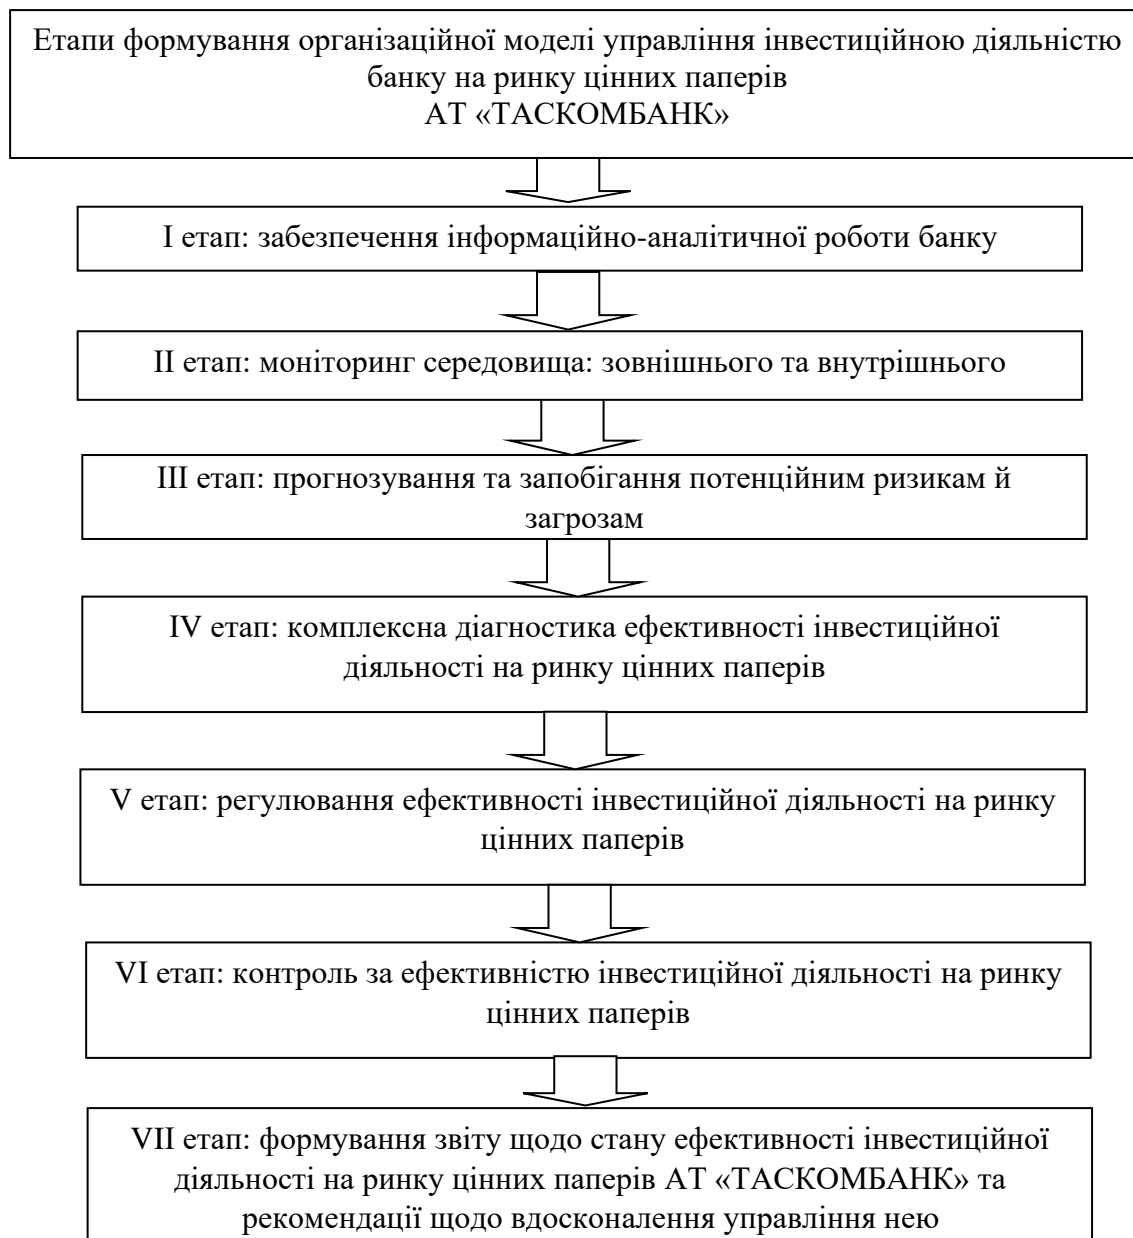 Етапи формування організаційної моделі управління інвестиційною діяльністю
банку на ринку цінних паперів
АТ «ТАСКОМБАНК»
I етап: забезпечення інформаційно-аналітичної роботи банку
II етап: моніторинг середовища: зовнішнього та внутрішнього
III етап: прогнозування та запобігання потенційним ризикам й
загрозам
IV етап: комплексна діагностика ефективності інвестиційної
діяльності на ринку цінних паперів
V етап: регулювання ефективності інвестиційної діяльності на ринку
цінних паперів
VI етап: контроль за ефективністю інвестиційної діяльності на ринку
цінних паперів
VII етап: формування звіту щодо стану ефективності інвестиційної
діяльності на ринку цінних паперів АТ «ТАСКОМБАНК» та
рекомендації щодо вдосконалення управління нею